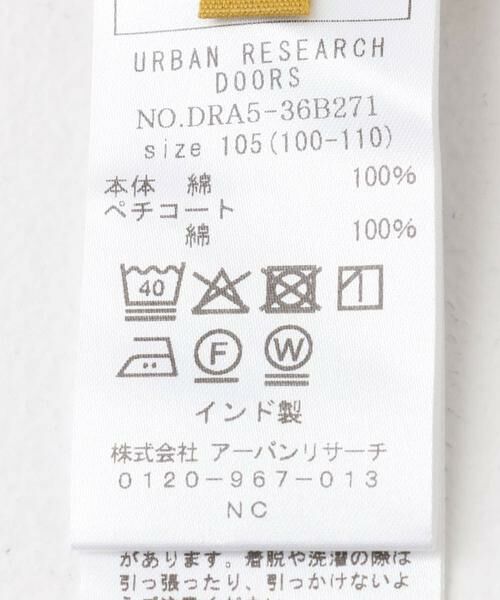 URBAN RESEARCH
DOORS
NO.DRA5-36B271
size 105(100-110)
本体 綿 100%
ペチコート
綿 100%
40
F W
インド製
株式会社 アーバンリサーチ
0120-967-013
NC
があります。着脱や洗濯の際は
引っ張ったり、引っかけないよ